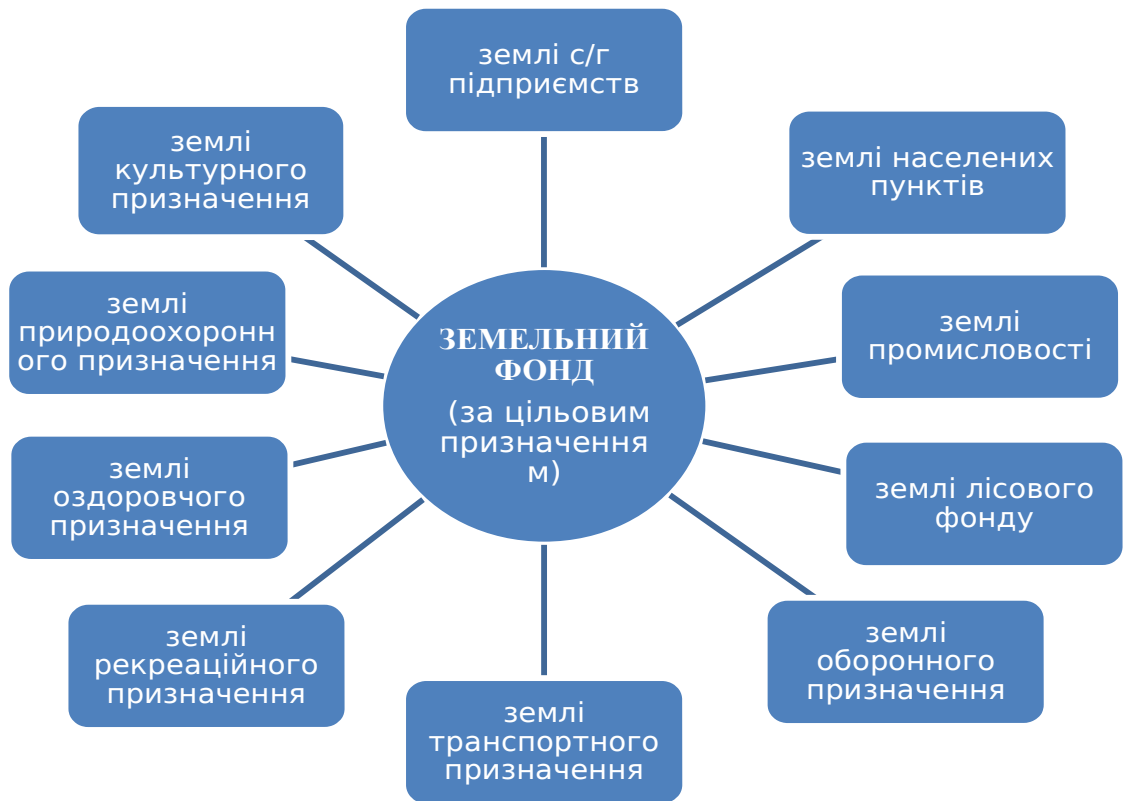 землі с/г
підприємств
землі населених
пунктів
землі
промисловості
землі лісового
фонду
землі
оборонного
призначення
землі
транспортного
призначення
землі
рекреаційного
призначення
землі
оздоровчого
призначення
землі
природоохоронн
ого призначення
землі
культурного
призначення
ЗЕМЕЛЬНИЙ
ФОНД
(за цільовим
призначення
м)